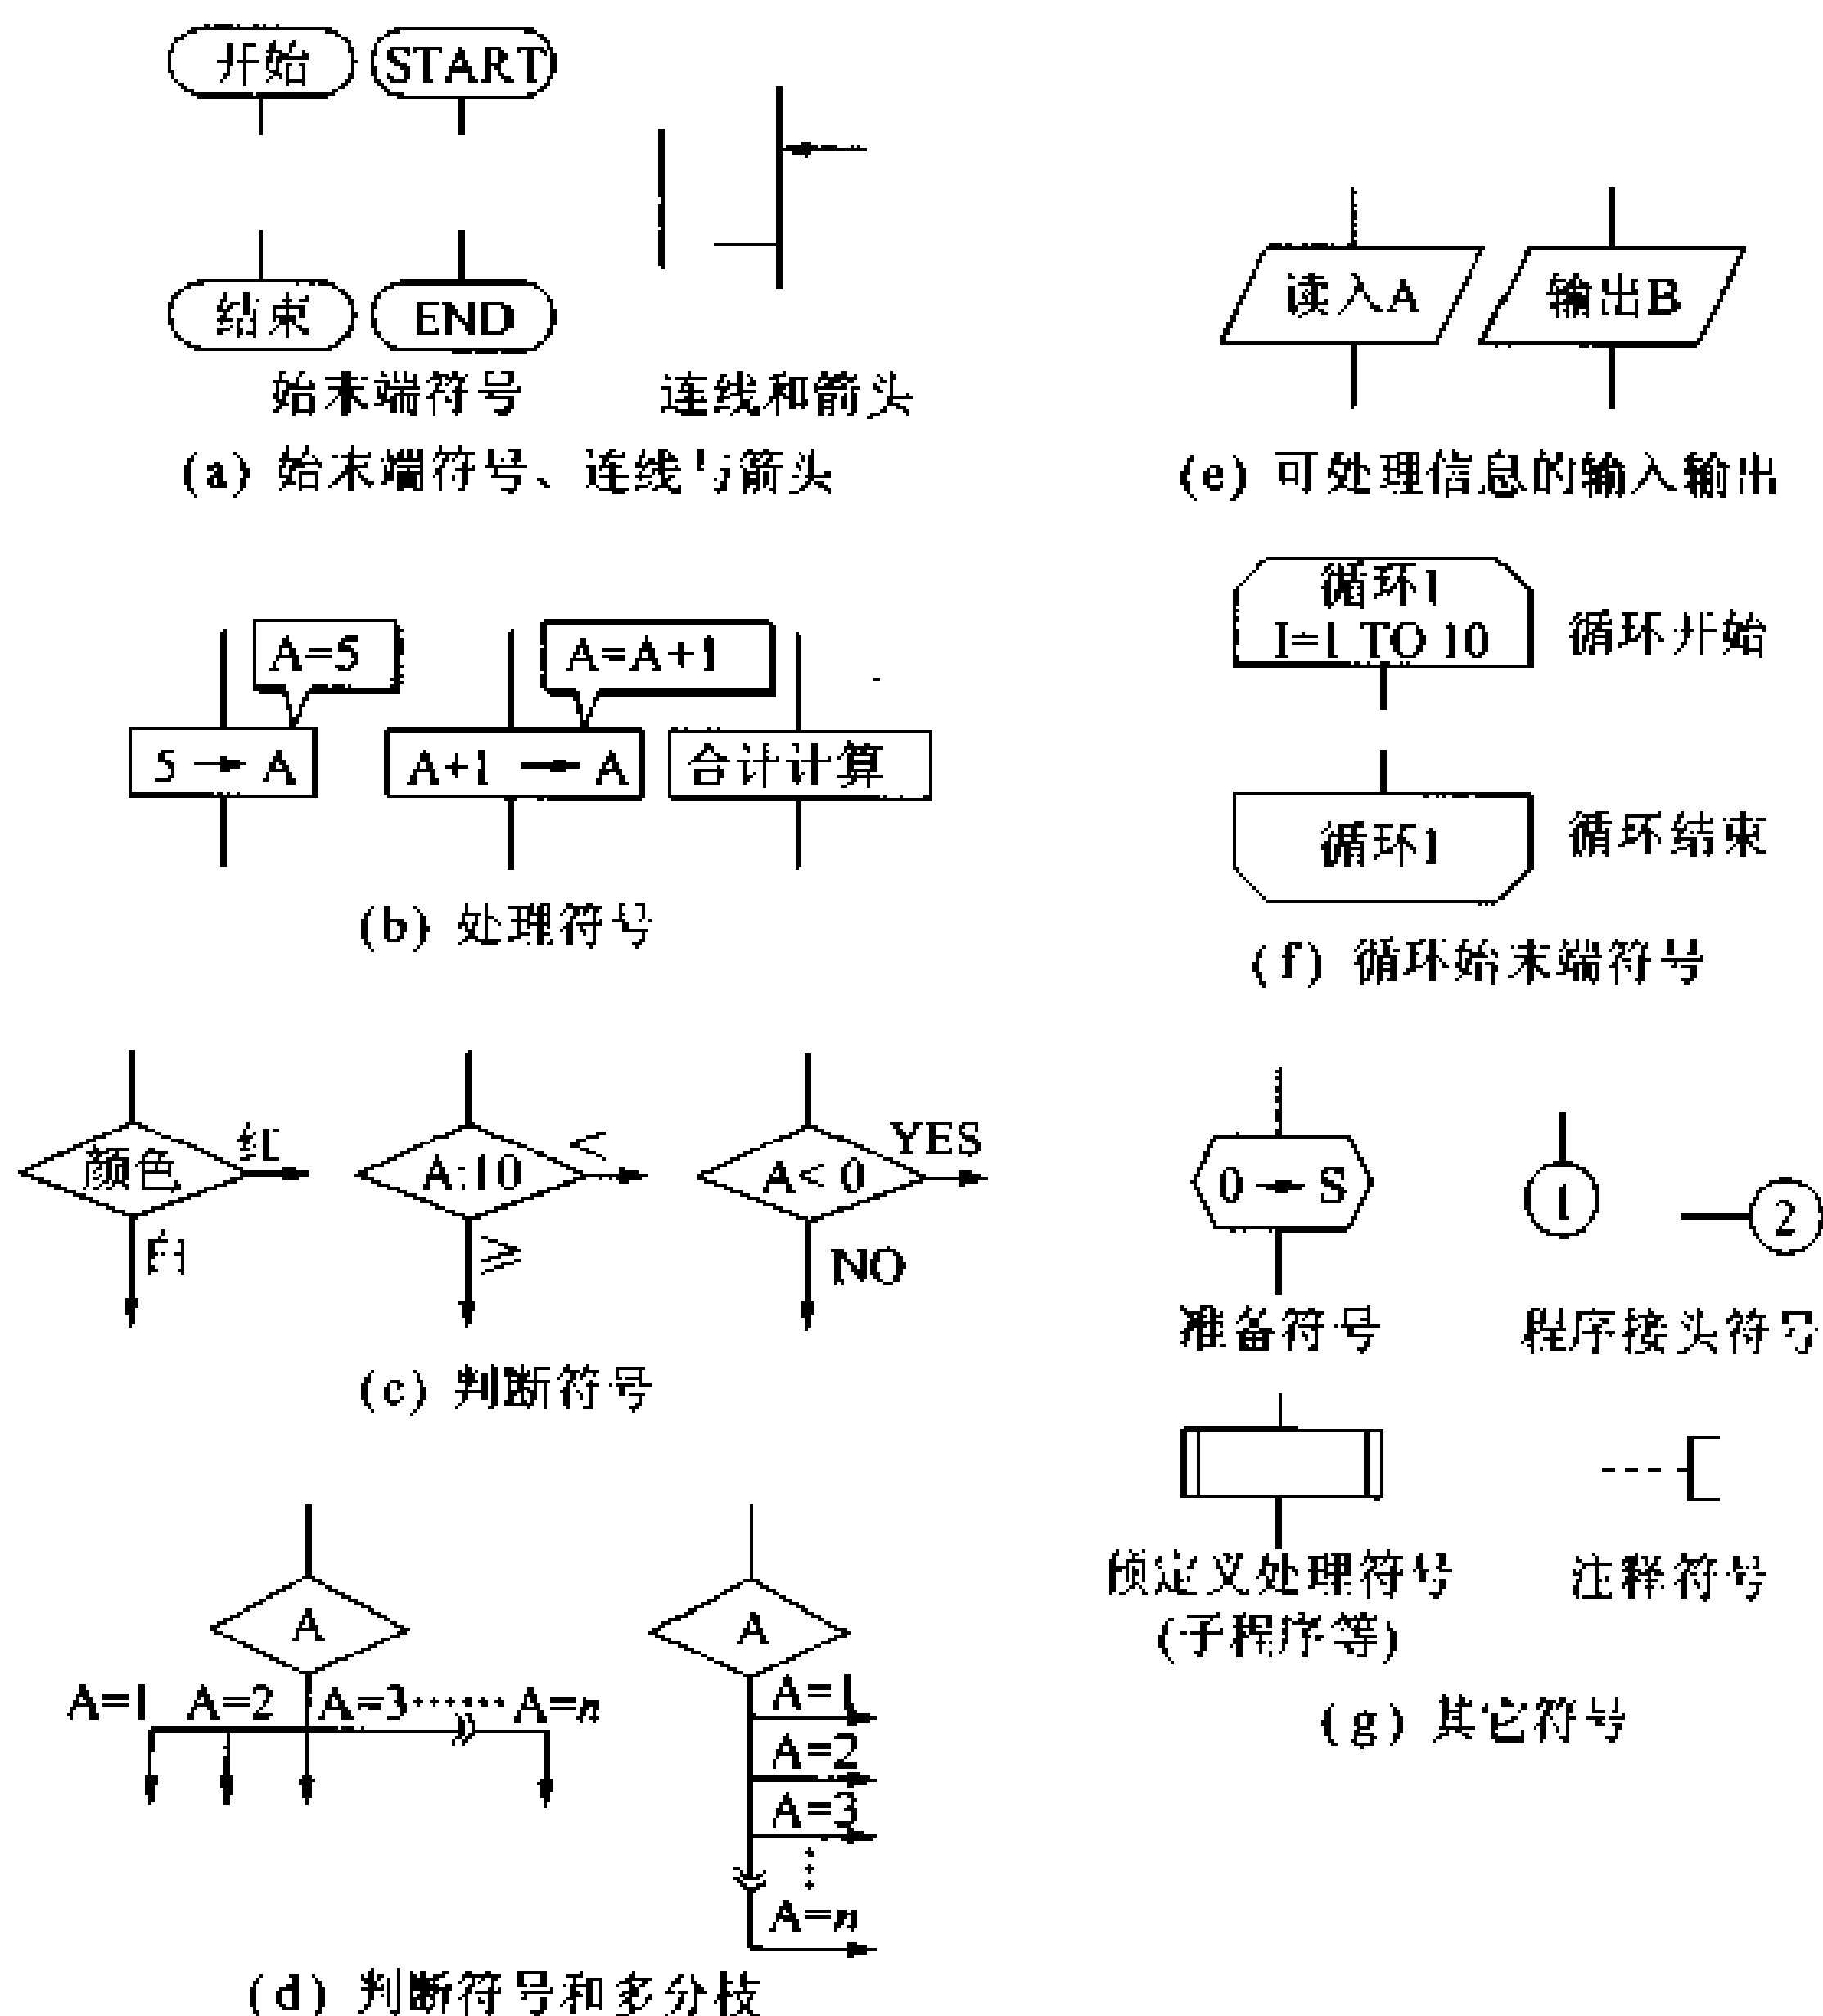 开始 START
结束 END
始末端符号 连线和箭头
(a) 始末端符号、连线与箭头
A=5 A=A+1
5 → A A+1 → A 合计计算
(b) 处理符号
颜色 红 A:10 < A<0 YES
白 ≥ NO
(c) 判断符号
A
A=1 A=2 A=3······A=n
A
A=1
A=2
A=3
⋮
A=n
(d) 判断符号和多分枝
读入A 输出B
(e) 可处理信息的输入输出
循环1
I=1 TO 10 循环开始
循环1 循环结束
(f) 循环始末端符号
0 → S 1 2
准备符号 程序接头符号
预定义处理符号 注释符号
(子程序等)
(g) 其它符号